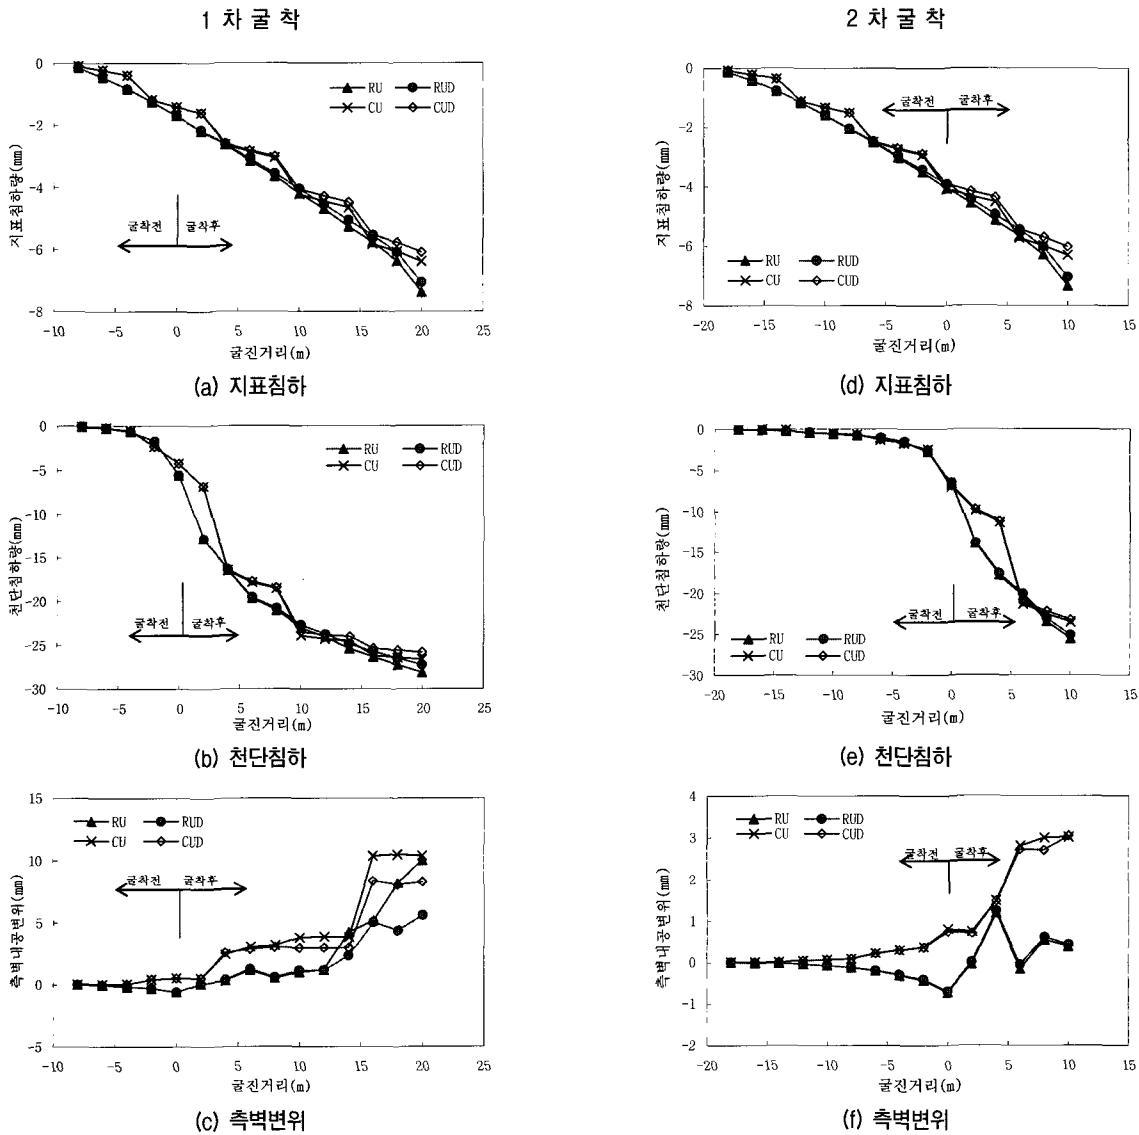 1 차 굴 착
2 차 굴 착
0
-2
-4
-6
-8
지표침하량(mm)
RU
RUD
CU
CUD
굴착전
굴착후
-10
-5
0
5
10
15
20
25
굴진거리(m)
(a) 지표침하
0
-2
-4
-6
-8
지표침하량(mm)
굴착전
굴착후
RU
RUD
CU
CUD
-20
-15
-10
-5
0
5
10
15
굴진거리(m)
(d) 지표침하
0
-5
-10
-15
-20
-25
-30
천단침하량(mm)
RU
RUD
CU
CUD
굴착전
굴착후
-10
-5
0
5
10
15
20
25
굴진거리(m)
(b) 천단침하
0
-5
-10
-15
-20
-25
-30
천단침하량(mm)
굴착전
굴착후
RU
RUD
CU
CUD
-20
-15
-10
-5
0
5
10
15
굴진거리(m)
(e) 천단침하
15
10
5
0
-5
측벽내공변위(mm)
RU
RUD
CU
CUD
굴착전
굴착후
-10
-5
0
5
10
15
20
25
굴진거리(m)
(c) 측벽변위
4
3
2
1
0
-1
-2
측벽내공변위(mm)
RU
RUD
CU
CUD
굴착전
굴착후
-20
-15
-10
-5
0
5
10
15
굴진거리(m)
(f) 측벽변위